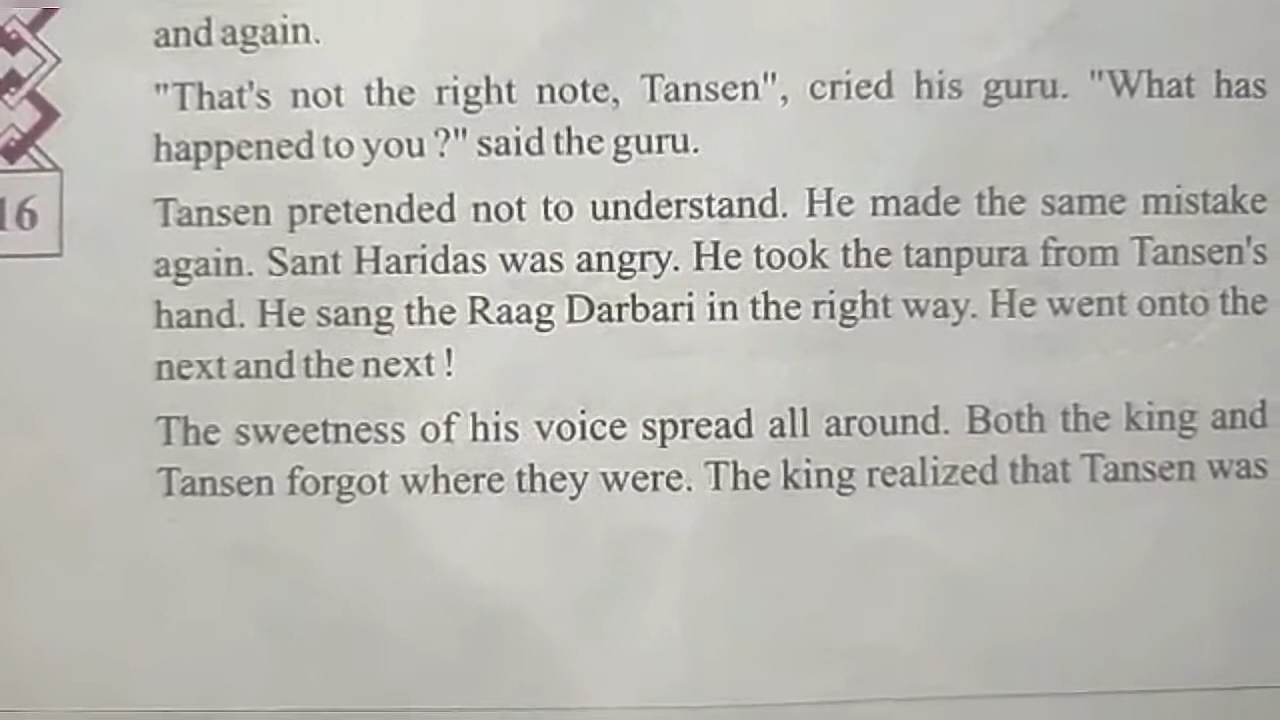 and again.
"That's not the right note, Tansen", cried his guru. "What has
happened to you ?" said the guru.
16
Tansen pretended not to understand. He made the same mistake
again. Sant Haridas was angry. He took the tanpura from Tansen's
hand. He sang the Raag Darbari in the right way. He went onto the
next and the next !
The sweetness of his voice spread all around. Both the king and
Tansen forgot where they were. The king realized that Tansen was